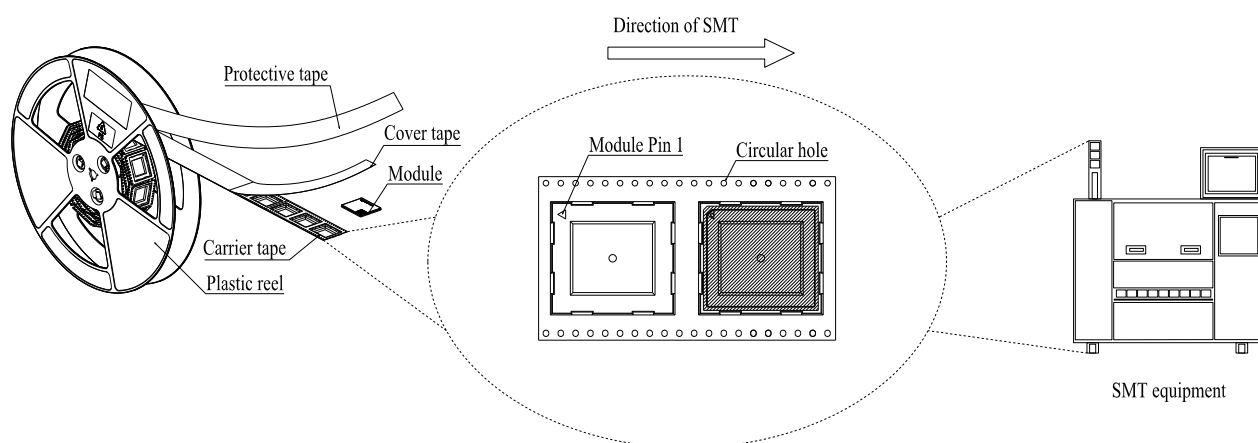 Direction of SMT
Protective tape
Cover tape
Module
Module Pin 1
Circular hole
Carrier tape
Plastic reel
SMT equipment